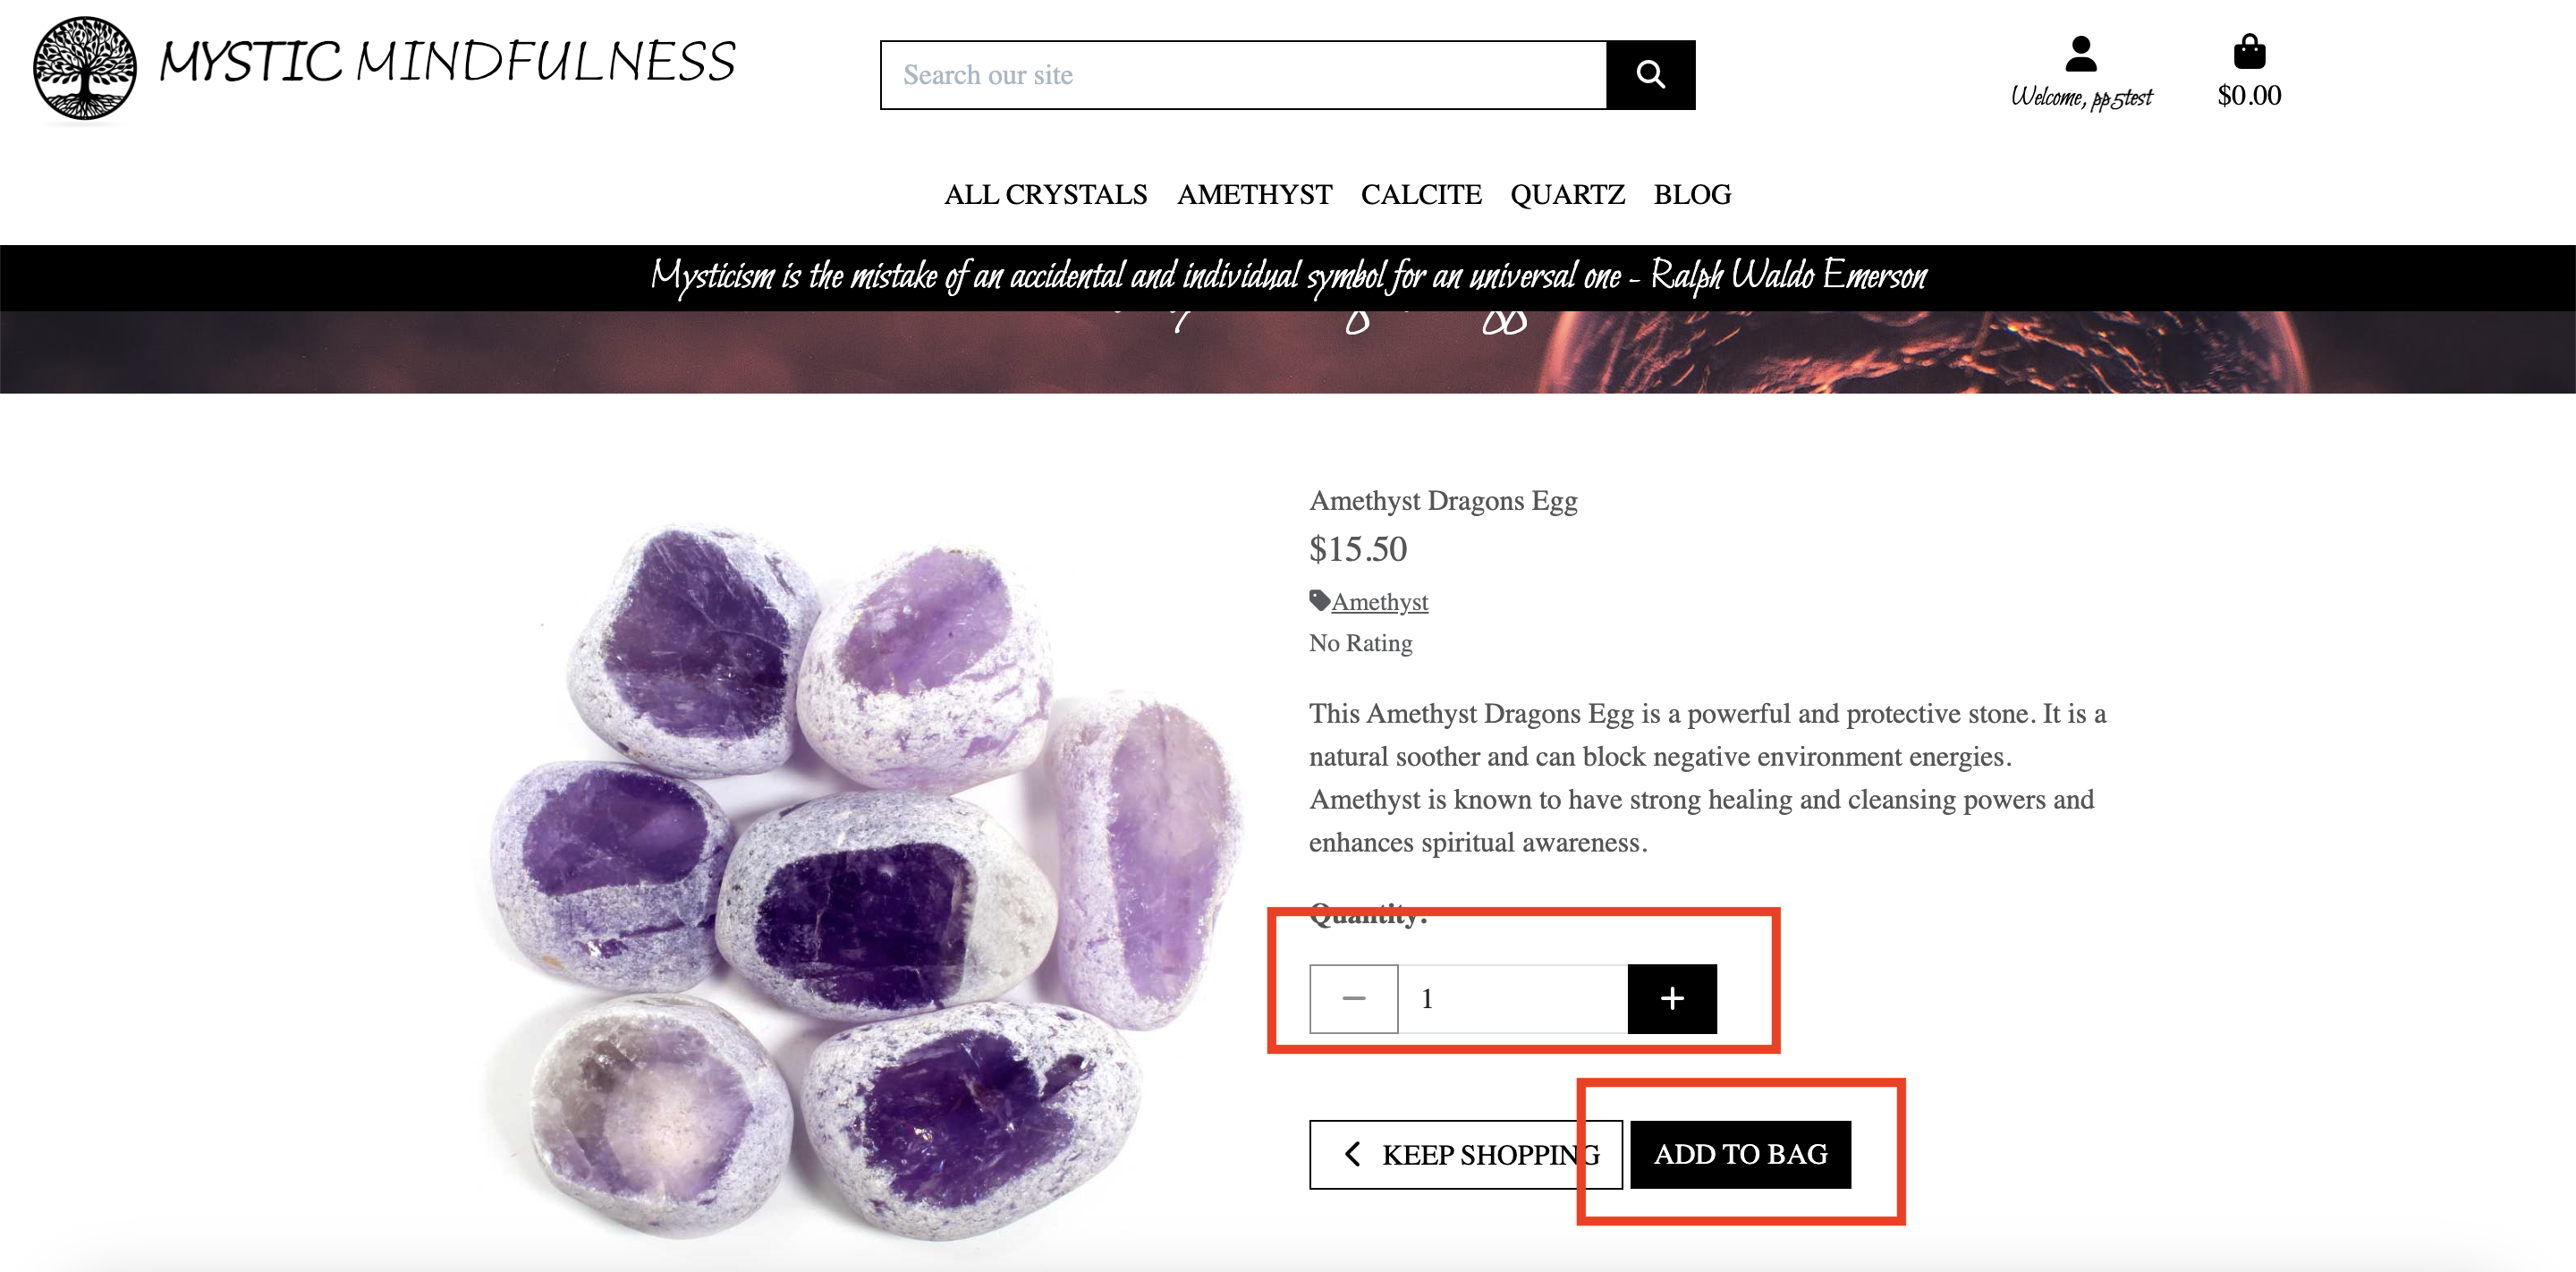 MYSTIC MINDFULNESS
Search our site
Welcome, pp5test
$0.00
ALL CRYSTALS AMETHYST CALCITE QUARTZ BLOG
Mysticism is the mistake of an accidental and individual symbol for an universal one - Ralph Waldo Emerson
Amethyst Dragons Egg
$15.50
Amethyst
No Rating
This Amethyst Dragons Egg is a powerful and protective stone. It is a
natural soother and can block negative environment energies.
Amethyst is known to have strong healing and cleansing powers and
enhances spiritual awareness.
Quantity:
1
KEEP SHOPPING
ADD TO BAG